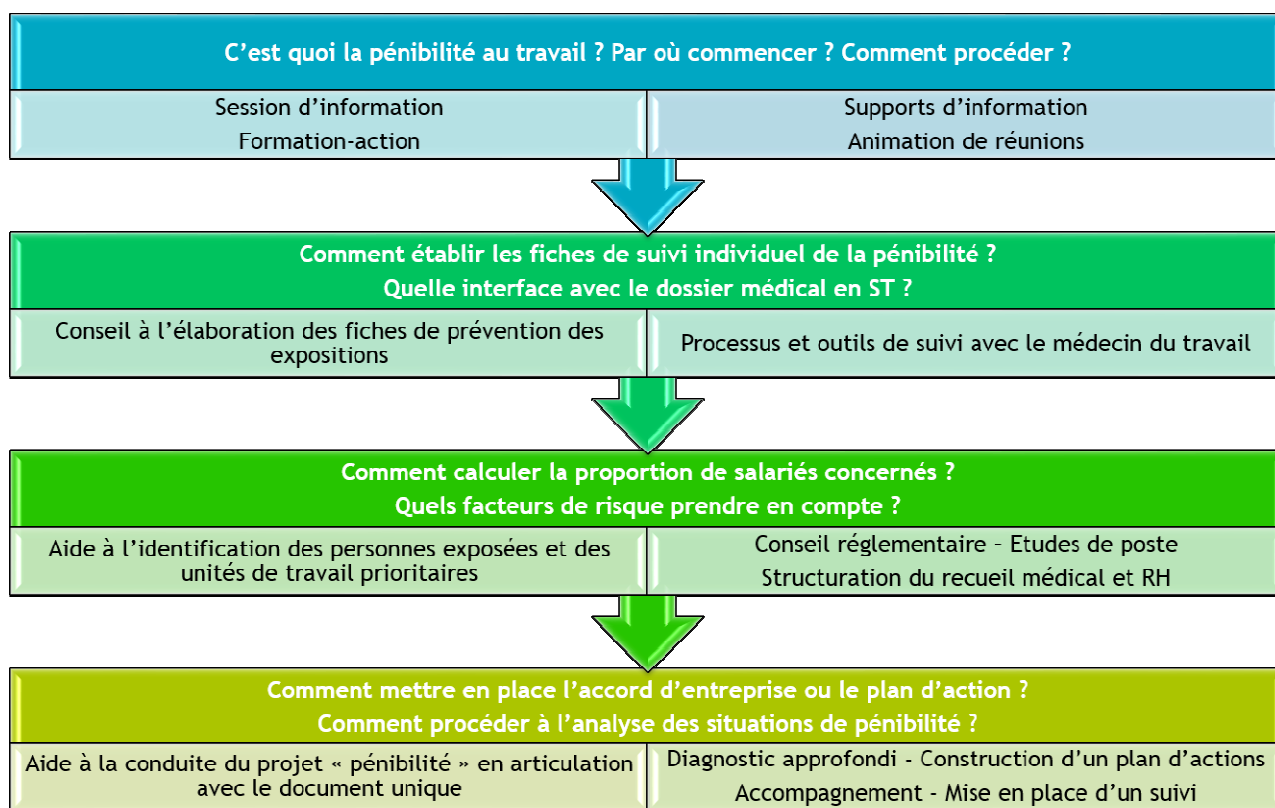 C’est quoi la pénibilité au travail ? Par où commencer ? Comment procéder ?
Session d’information
Formation-action
Supports d’information
Animation de réunions
Comment établir les fiches de suivi individuel de la pénibilité ?
Quelle interface avec le dossier médical en ST ?
Conseil à l’élaboration des fiches de prévention des
expositions
Processus et outils de suivi avec le médecin du travail
Comment calculer la proportion de salariés concernés ?
Quels facteurs de risque prendre en compte ?
Aide à l’identification des personnes exposées et des
unités de travail prioritaires
Conseil réglementaire – Etudes de poste
Structuration du recueil médical et RH
Comment mettre en place l’accord d’entreprise ou le plan d’action ?
Comment procéder à l’analyse des situations de pénibilité ?
Aide à la conduite du projet « pénibilité » en articulation
avec le document unique
Diagnostic approfondi - Construction d’un plan d’actions
Accompagnement - Mise en place d’un suivi